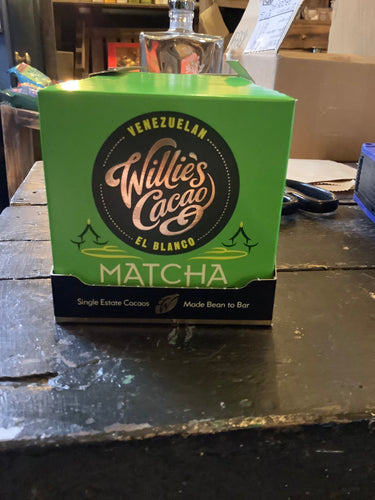 VENEZUELAN
Willie's
Cacao
EL BLANCO
MATCHA
Single Estate Cacaos
Made Bean to Bar